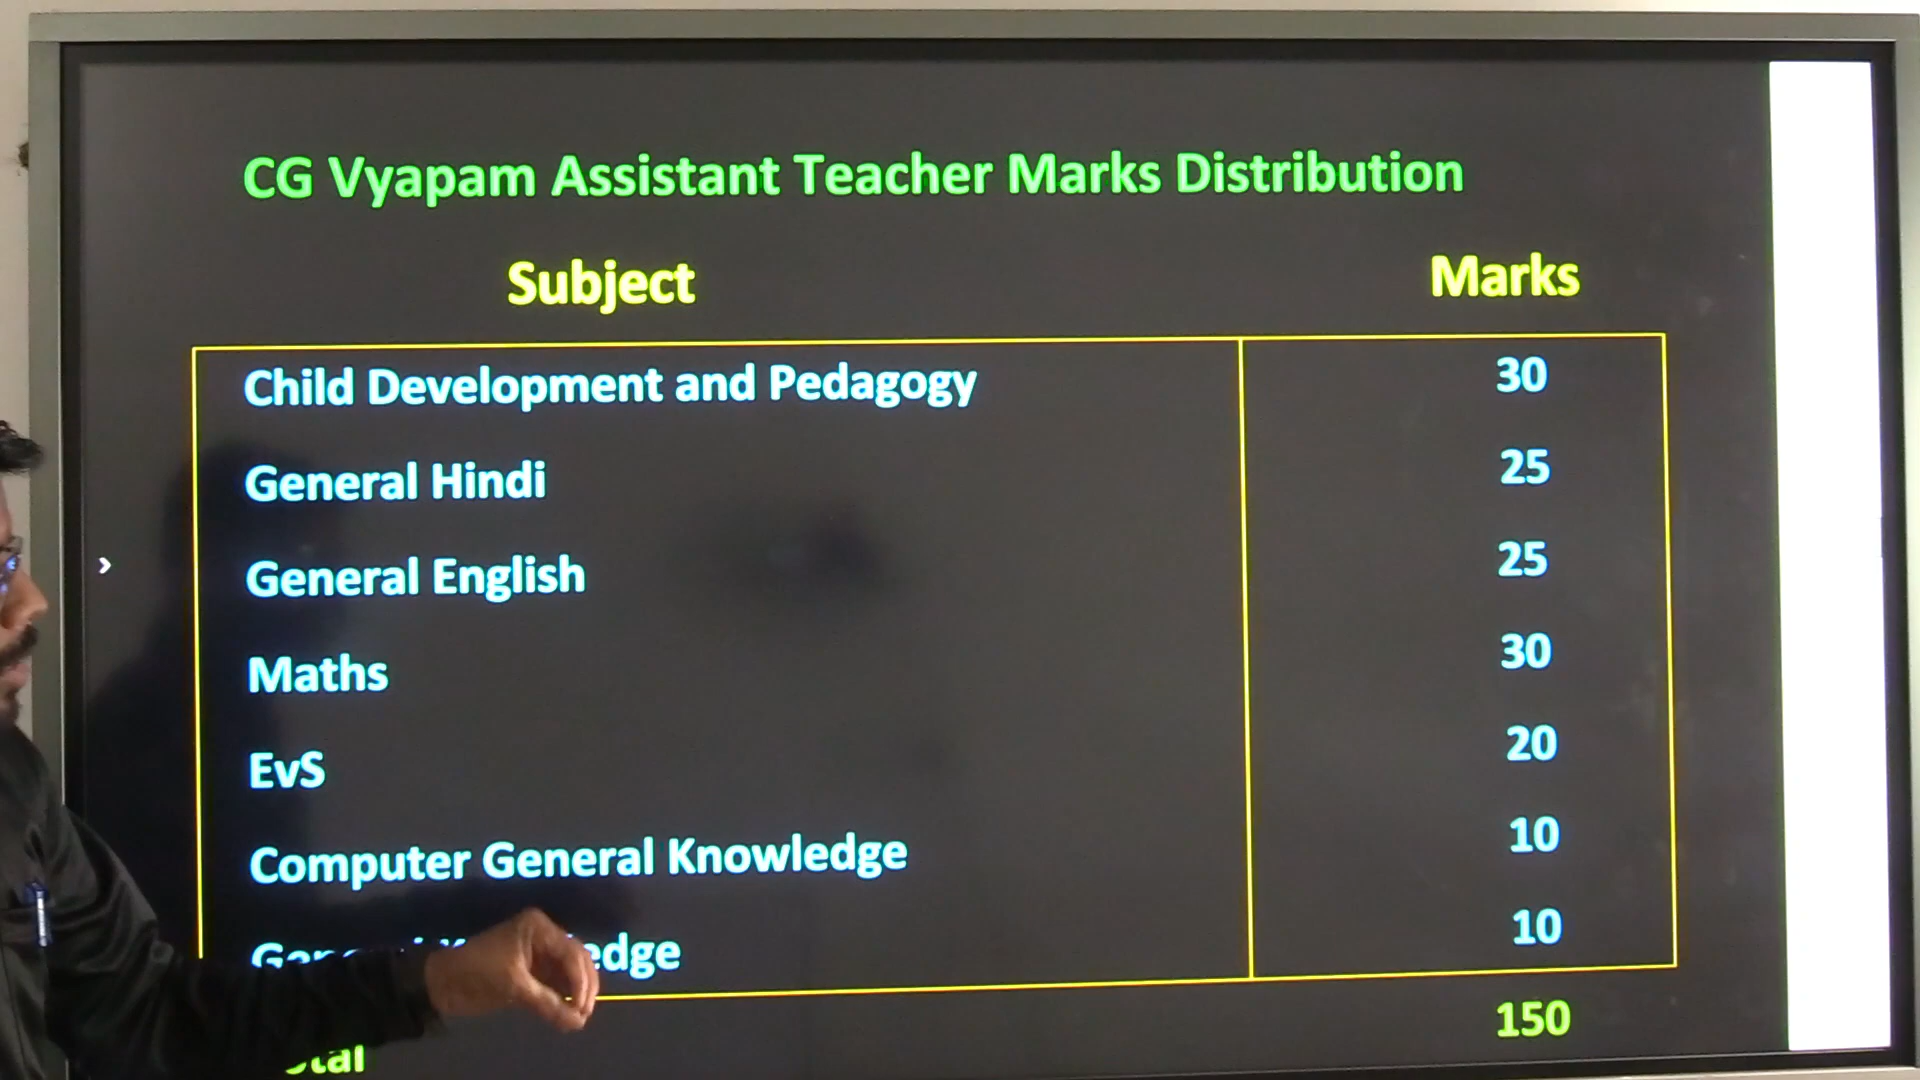 CG Vyapam Assistant Teacher Marks Distribution
Subject Marks
Child Development and Pedagogy 30
General Hindi 25
General English 25
Maths 30
EvS 20
Computer General Knowledge 10
10
150